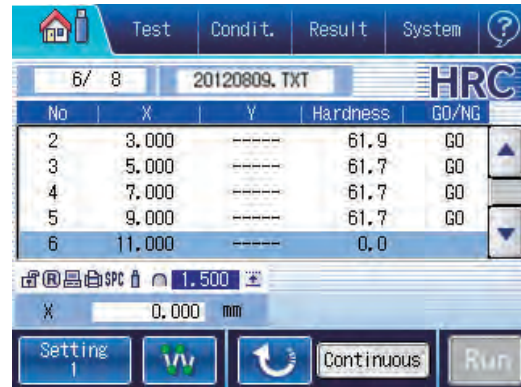 Test Condit. Result System ?
6/ 8 20120809. TXT HRC
No X Y Hardness GO/NG
2 3.000 ----- 61.9 GO
3 5.000 ----- 61.7 GO
4 7.000 ----- 61.7 GO
5 9.000 ----- 61.7 GO
6 11.000 ----- 0.0
R SPC 1.500
X 0.000 mm
Setting
1
Continuous Run